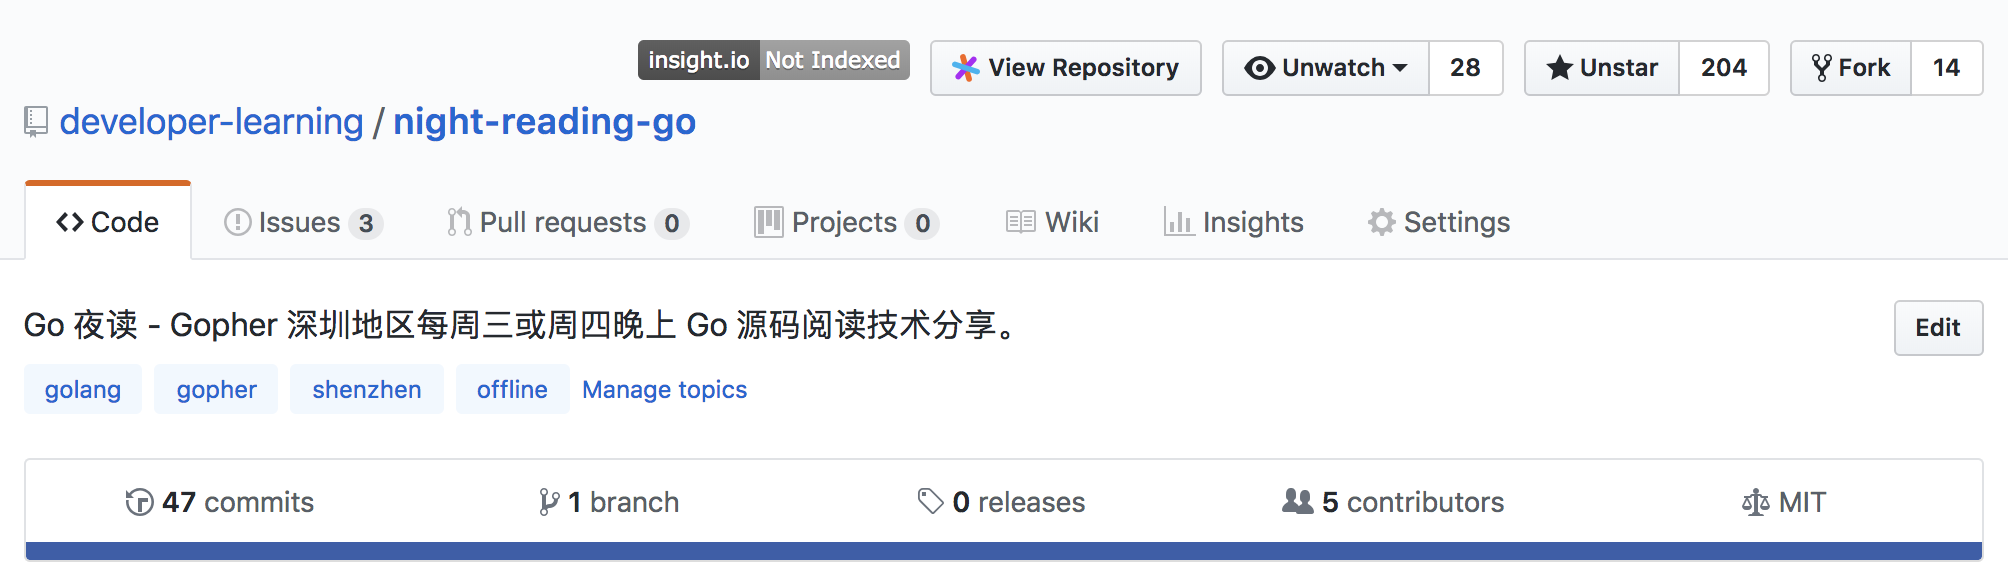 insight.io Not Indexed View Repository Unwatch 28 Unstar 204 Fork 14
developer-learning / night-reading-go
Code Issues 3 Pull requests 0 Projects 0 Wiki Insights Settings
Go 夜读 - Gopher 深圳地区每周三或周四晚上 Go 源码阅读技术分享。 Edit
golang gopher shenzhen offline Manage topics
47 commits 1 branch 0 releases 5 contributors MIT